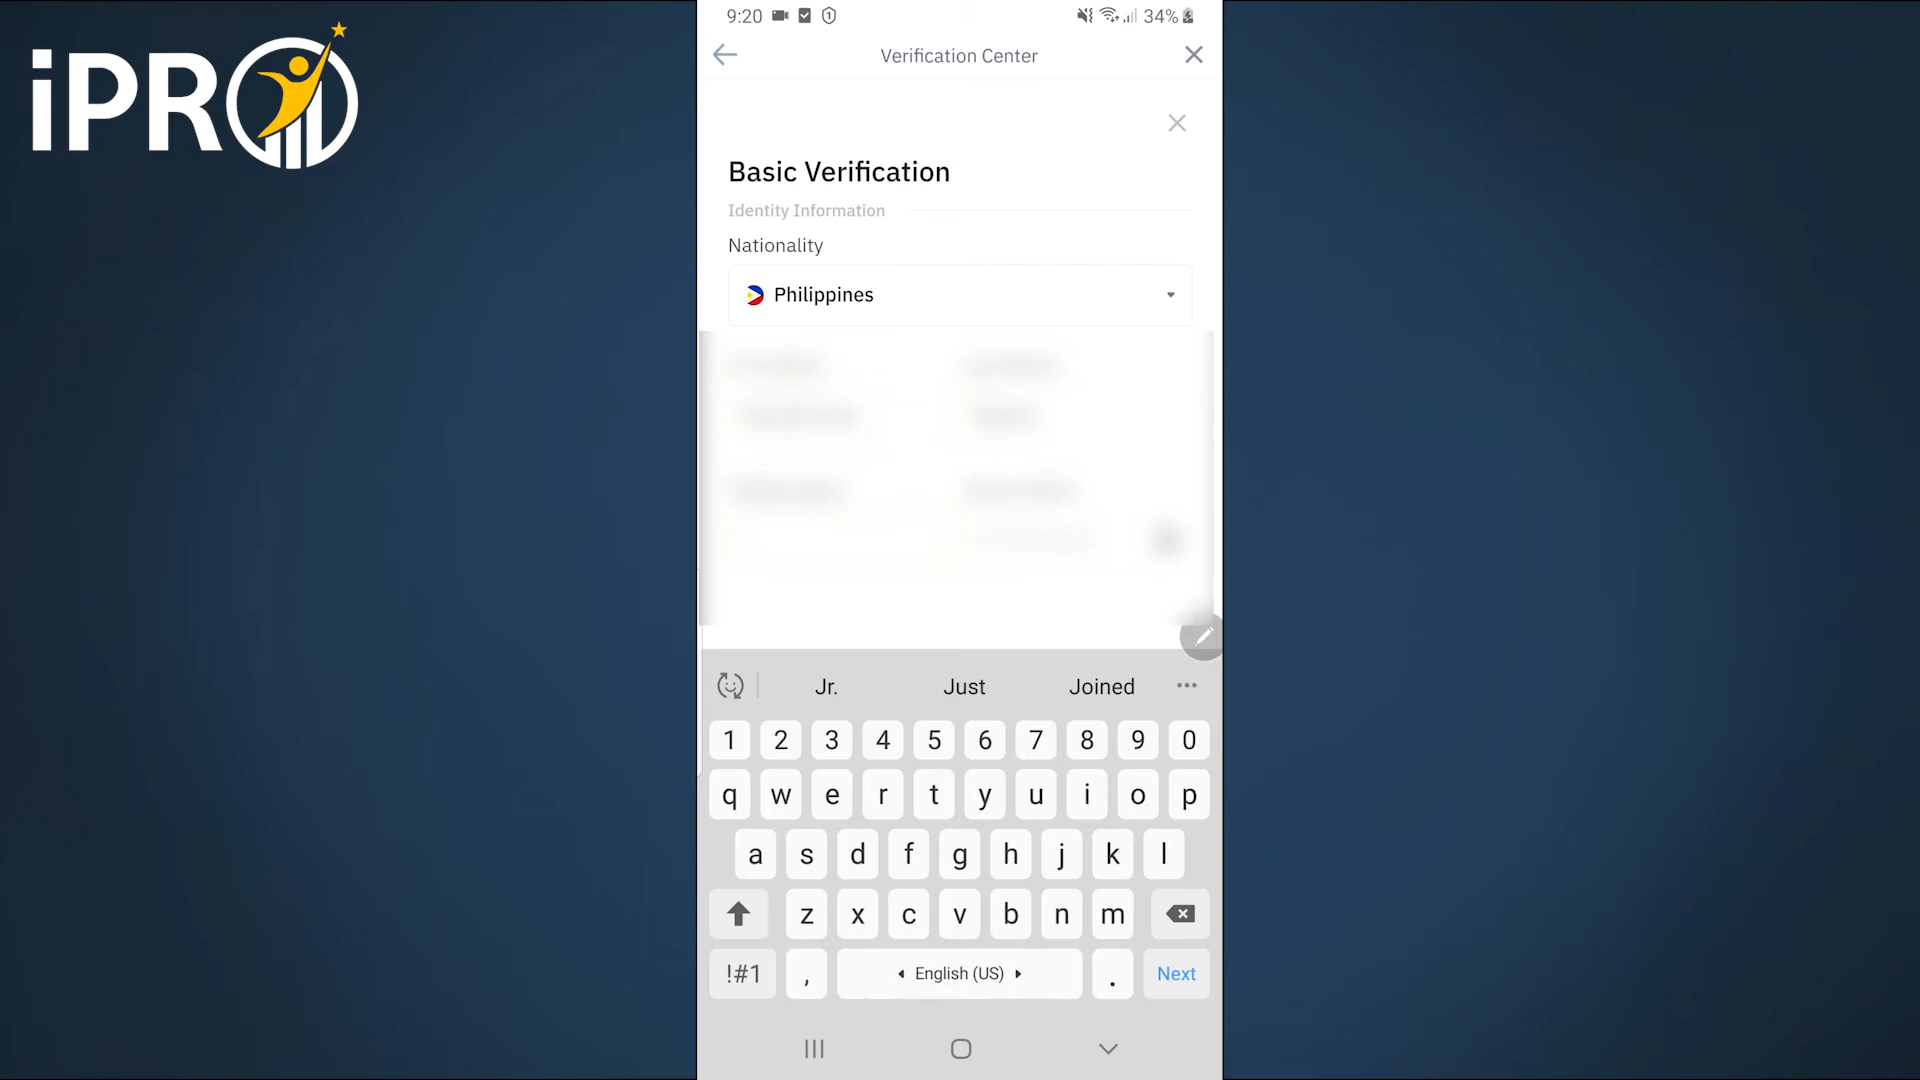 iPRO
9:20 34%
Verification Center
Basic Verification
Identity Information
Nationality
Philippines
Jr. Just Joined
1 2 3 4 5 6 7 8 9 0
q w e r t y u i o p
a s d f g h j k l
z x c v b n m
!#1 , English (US) . Next